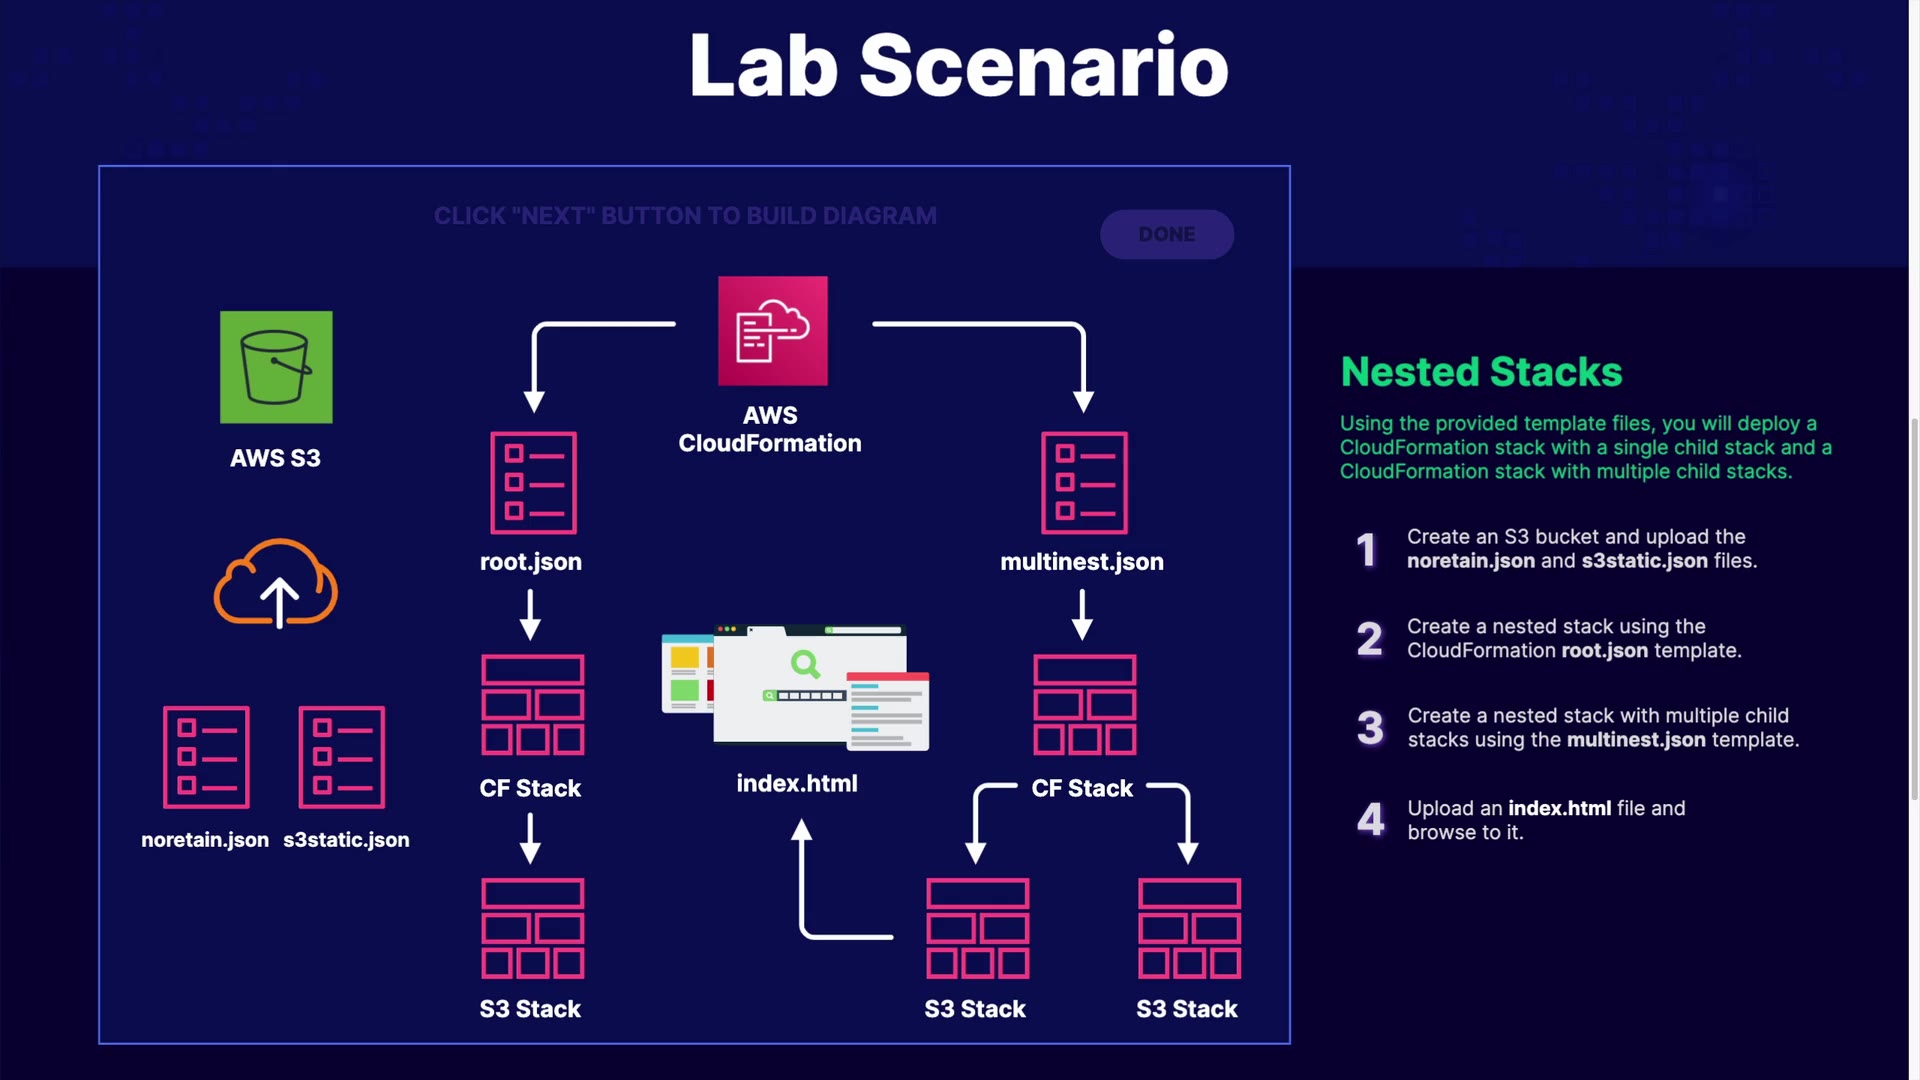 Lab Scenario
CLICK "NEXT" BUTTON TO BUILD DIAGRAM
DONE
AWS S3
AWS
CloudFormation
root.json
multinest.json
noretain.json
s3static.json
CF Stack
index.html
CF Stack
S3 Stack
S3 Stack
S3 Stack
Nested Stacks
Using the provided template files, you will deploy a
CloudFormation stack with a single child stack and a
CloudFormation stack with multiple child stacks.
1 Create an S3 bucket and upload the
noretain.json and s3static.json files.
2 Create a nested stack using the
CloudFormation root.json template.
3 Create a nested stack with multiple child
stacks using the multinest.json template.
4 Upload an index.html file and
browse to it.